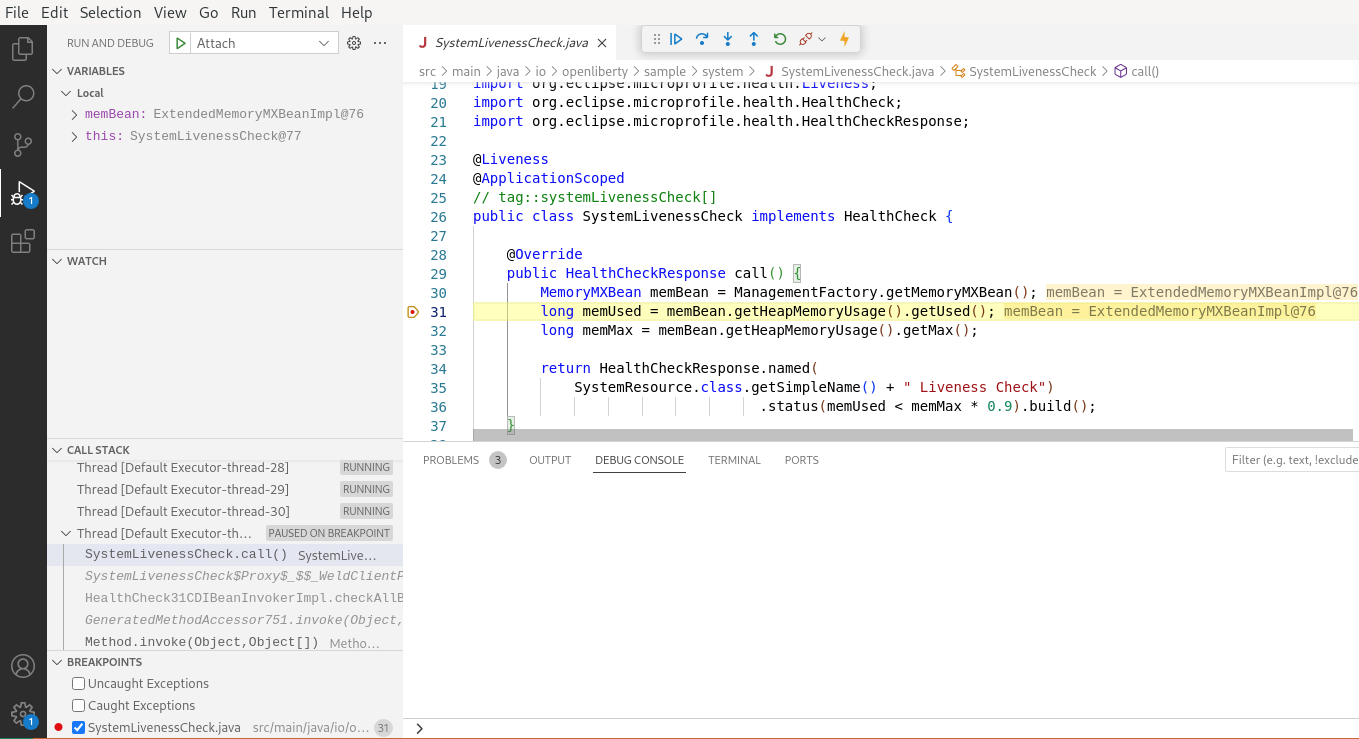 File Edit Selection View Go Run Terminal Help
RUN AND DEBUG Attach
VARIABLES
Local
memBean: ExtendedMemoryMXBeanImpl@76
this: SystemLivenessCheck@77
WATCH
CALL STACK
Thread [Default Executor-thread-28] RUNNING
Thread [Default Executor-thread-29] RUNNING
Thread [Default Executor-thread-30] RUNNING
Thread [Default Executor-th... PAUSED ON BREAKPOINT
SystemLivenessCheck.call() SystemLive...
SystemLivenessCheck$Proxy$_$$_WeldClientP
HealthCheck31CDIBeanInvokerImpl.checkAllB
GeneratedMethodAccessor751.invoke(Object,
Method.invoke(Object,Object[]) Metho...
BREAKPOINTS
Uncaught Exceptions
Caught Exceptions
SystemLivenessCheck.java src/main/java/io/o... 31
1
1
J SystemLivenessCheck.java
src > main > java > io > openliberty > sample > system > J SystemLivenessCheck.java > SystemLivenessCheck > call()
19 import org.eclipse.microprofile.health.Liveness;
20 import org.eclipse.microprofile.health.HealthCheck;
21 import org.eclipse.microprofile.health.HealthCheckResponse;
22
23 @Liveness
24 @ApplicationScoped
25 // tag::systemLivenessCheck[]
26 public class SystemLivenessCheck implements HealthCheck {
27
28 @Override
29 public HealthCheckResponse call() {
30 MemoryMXBean memBean = ManagementFactory.getMemoryMXBean(); memBean = ExtendedMemoryMXBeanImpl@76
31 long memUsed = memBean.getHeapMemoryUsage().getUsed(); memBean = ExtendedMemoryMXBeanImpl@76
32 long memMax = memBean.getHeapMemoryUsage().getMax();
33
34 return HealthCheckResponse.named(
35 SystemResource.class.getSimpleName() + " Liveness Check")
36 .status(memUsed < memMax * 0.9).build();
37 }
PROBLEMS 3 OUTPUT DEBUG CONSOLE TERMINAL PORTS Filter (e.g. text, !exclude